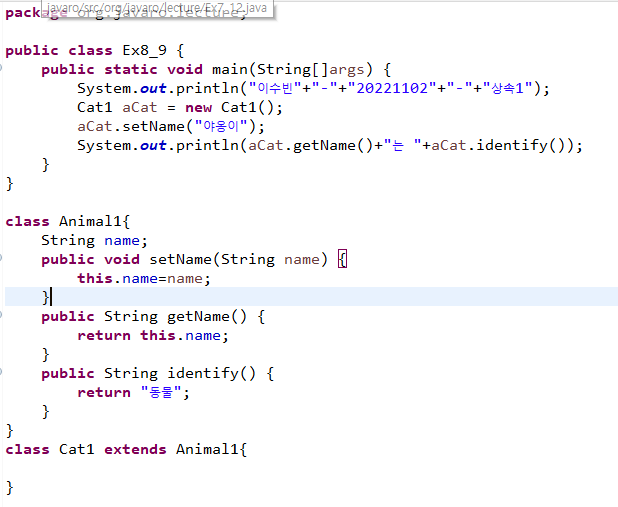 javaro/src/org/javaro/lecture/Ex7_12.java
package org.javaro.lecture;
public class Ex8_9 {
public static void main(String[]args) {
System.out.println("이수빈"+"-"+"20221102"+"-"+"상속1");
Cat1 aCat = new Cat1();
aCat.setName("야옹이");
System.out.println(aCat.getName()+"는 "+aCat.identify());
}
}
class Animal1{
String name;
public void setName(String name) {
this.name=name;
}
public String getName() {
return this.name;
}
public String identify() {
return "동물";
}
}
class Cat1 extends Animal1{
}